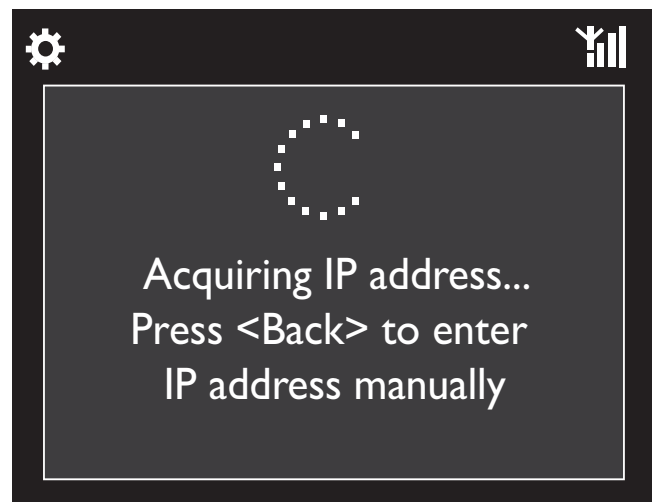 Acquiring IP address...
Press <Back> to enter
IP address manually